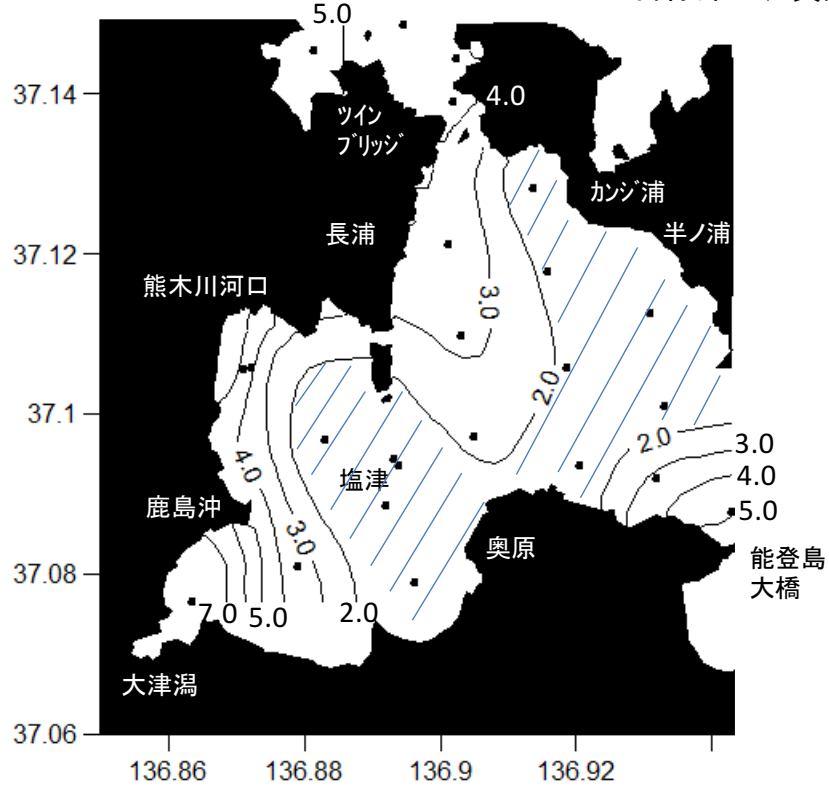 5.0
37.14
4.0
ツイン
ブリッジ
カンジ浦
37.12
長浦
半ノ浦
熊木川河口
3.0
2.0
37.1
2.0
3.0
4.0
塩津
4.0
鹿島沖
5.0
3.0
奥原
37.08
能登島
大橋
7.0
5.0
2.0
大津潟
37.06
136.86
136.88
136.9
136.92